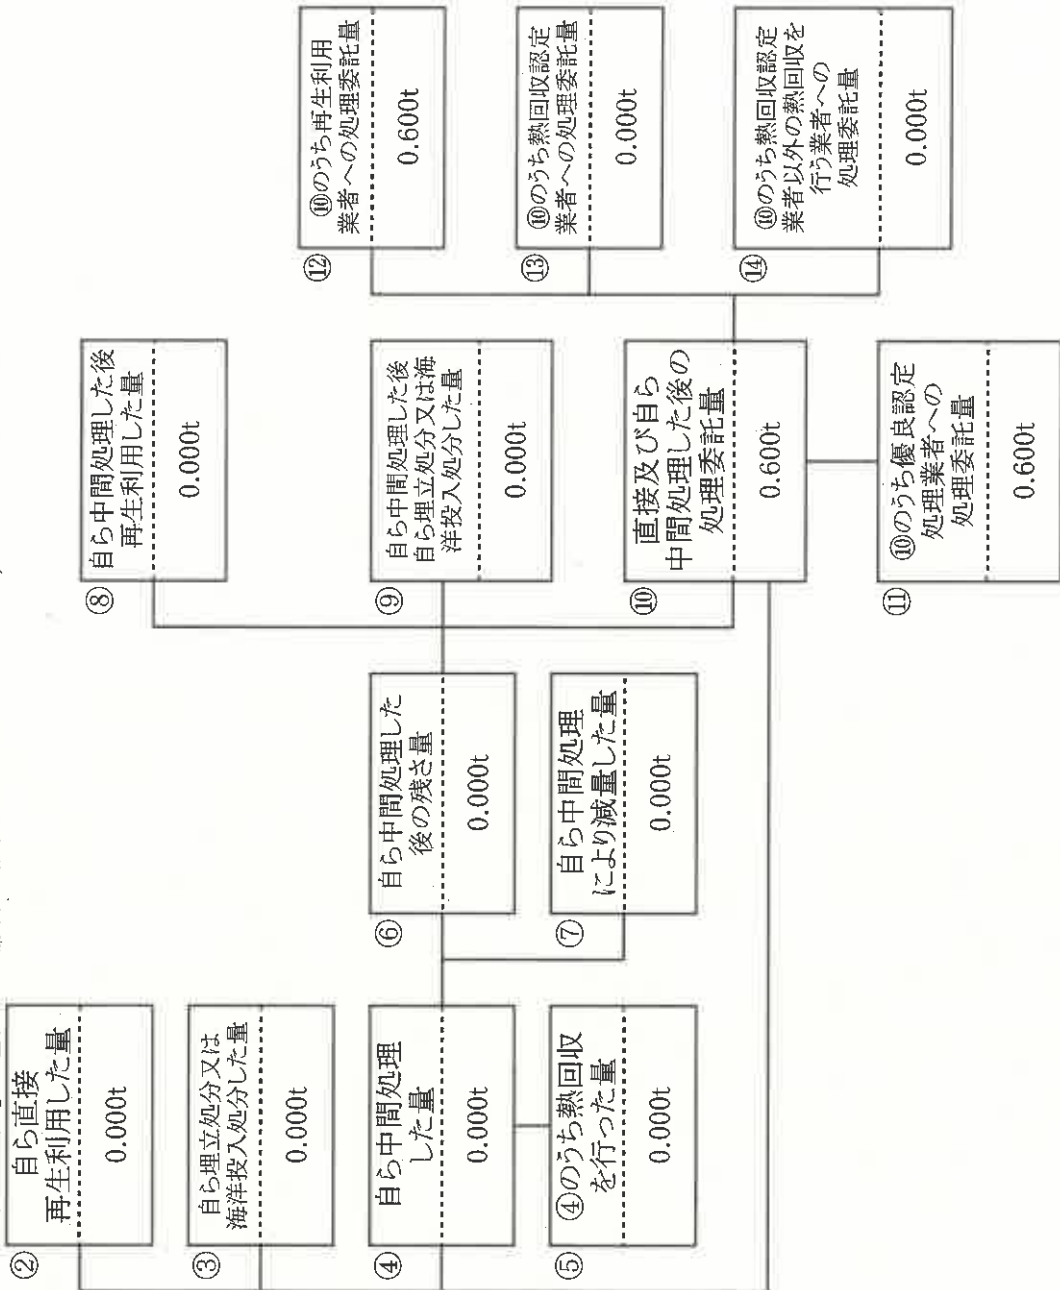 ②
自ら直接
再生利用した量
0.000t
③
自ら埋立処分又は
海洋投入処分した量
0.000t
④
自ら中間処理
した量
0.000t
⑤
④のうち熱回収
を行った量
0.000t
⑥
自ら中間処理した
後の残さ量
0.000t
⑦
自ら中間処理
により減量した量
0.000t
⑧
自ら中間処理した後
再生利用した量
0.000t
⑨
自ら中間処理した後
自ら埋立処分又は海
洋投入処分した量
0.000t
⑩
直接及び自ら
中間処理した後の
処理委託量
0.600t
⑪
⑩のうち優良認定
処理業者への
処理委託量
0.600t
⑫
⑩のうち再生利用
業者への処理委託量
0.600t
⑬
⑩のうち熱回収認定
業者への処理委託量
0.000t
⑭
⑩のうち熱回収認定
業者以外の熱回収を
行う業者への
処理委託量
0.000t